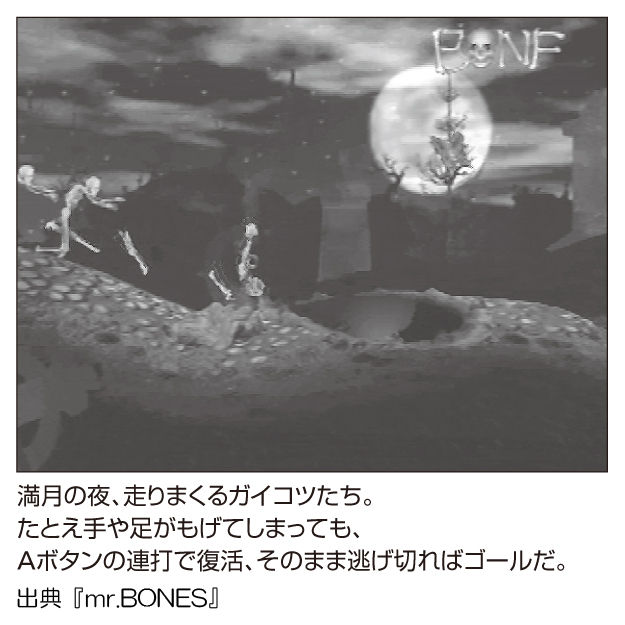 BONE
満月の夜、走りまくるガイコツたち。
たとえ手や足がもげてしまっても、
Aボタンの連打で復活、そのまま逃げ切ればゴールだ。
出典『mr.BONES』